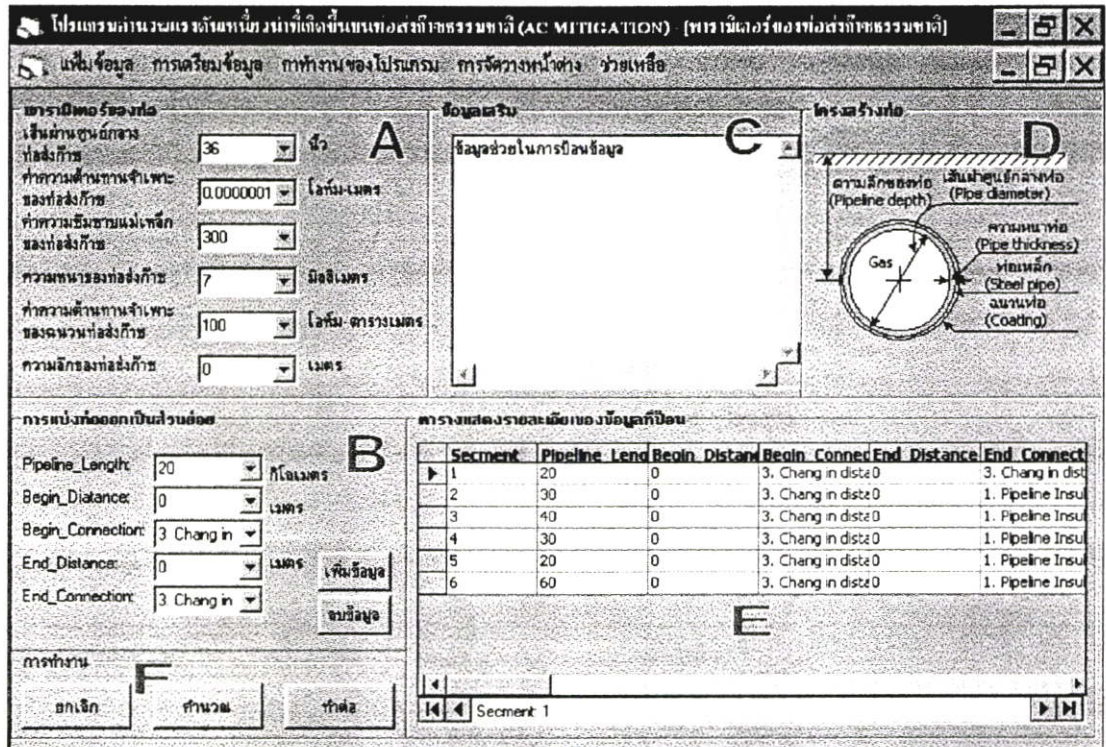 โปรแกรมคำนวณแรงดันเหนี่ยวนำที่เกิดขึ้นบนท่อส่งก๊าซธรรมชาติ (AC MITIGATION) - [พารามิเตอร์ของท่อส่งก๊าซธรรมชาติ]
แฟ้มข้อมูล การเตรียมข้อมูล กาทำงานของโปรแกรม การจัดวางหน้าต่าง ช่วยเหลือ
พารามิเตอร์ของท่อ
A
เส้นผ่านศูนย์กลาง
ท่อส่งก๊าซ
36
นิ้ว
ค่าความต้านทานจำเพาะ
ของท่อส่งก๊าซ
0.0000001
โอห์ม-เมตร
ค่าความซึมซาบแม่เหล็ก
ของท่อส่งก๊าซ
300
ความหนาของท่อส่งก๊าซ
7
มิลลิเมตร
ค่าความต้านทานจำเพาะ
ของฉนวนท่อส่งก๊าซ
100
โอห์ม-ตารางเมตร
ความลึกของท่อส่งก๊าซ
0
เมตร
ข้อมูลเสริม
C
ข้อมูลช่วยในการป้อนข้อมูล
โครงสร้างท่อ
D
ความลึกของท่อ
(Pipeline depth)
เส้นผ่าศูนย์กลางท่อ
(Pipe diameter)
ความหนาท่อ
(Pipe thickness)
Gas
ท่อเหล็ก
(Steel pipe)
ฉนานท่อ
(Coating)
การแบ่งท่อออกเป็นส่วนย่อย
B
Pipeline_Length:
20
กิโลเมตร
Begin_Diatance:
0
เมตร
Begin_Connection:
3 Chang in
End_Distance:
0
เมตร
End_Connection:
3 Chang in
เพิ่มข้อมูล
ลบข้อมูล
ตารางแสดงรายละเอียดของข้อมูลที่ป้อน
Secment Pipeline_Leng Begin_Distan Begin_Connec End_Distance End_Connect
1 20 0 3. Chang in dista 0 3. Chang in dist
2 30 0 3. Chang in dista 0 1. Pipeline Insul
3 40 0 3. Chang in dista 0 1. Pipeline Insul
4 30 0 3. Chang in dista 0 1. Pipeline Insul
5 20 0 3. Chang in dista 0 1. Pipeline Insul
6 60 0 3. Chang in dista 0 1. Pipeline Insul
E
Secment: 1
การทำงาน
F
ยกเลิก
คำนวณ
ทำต่อ